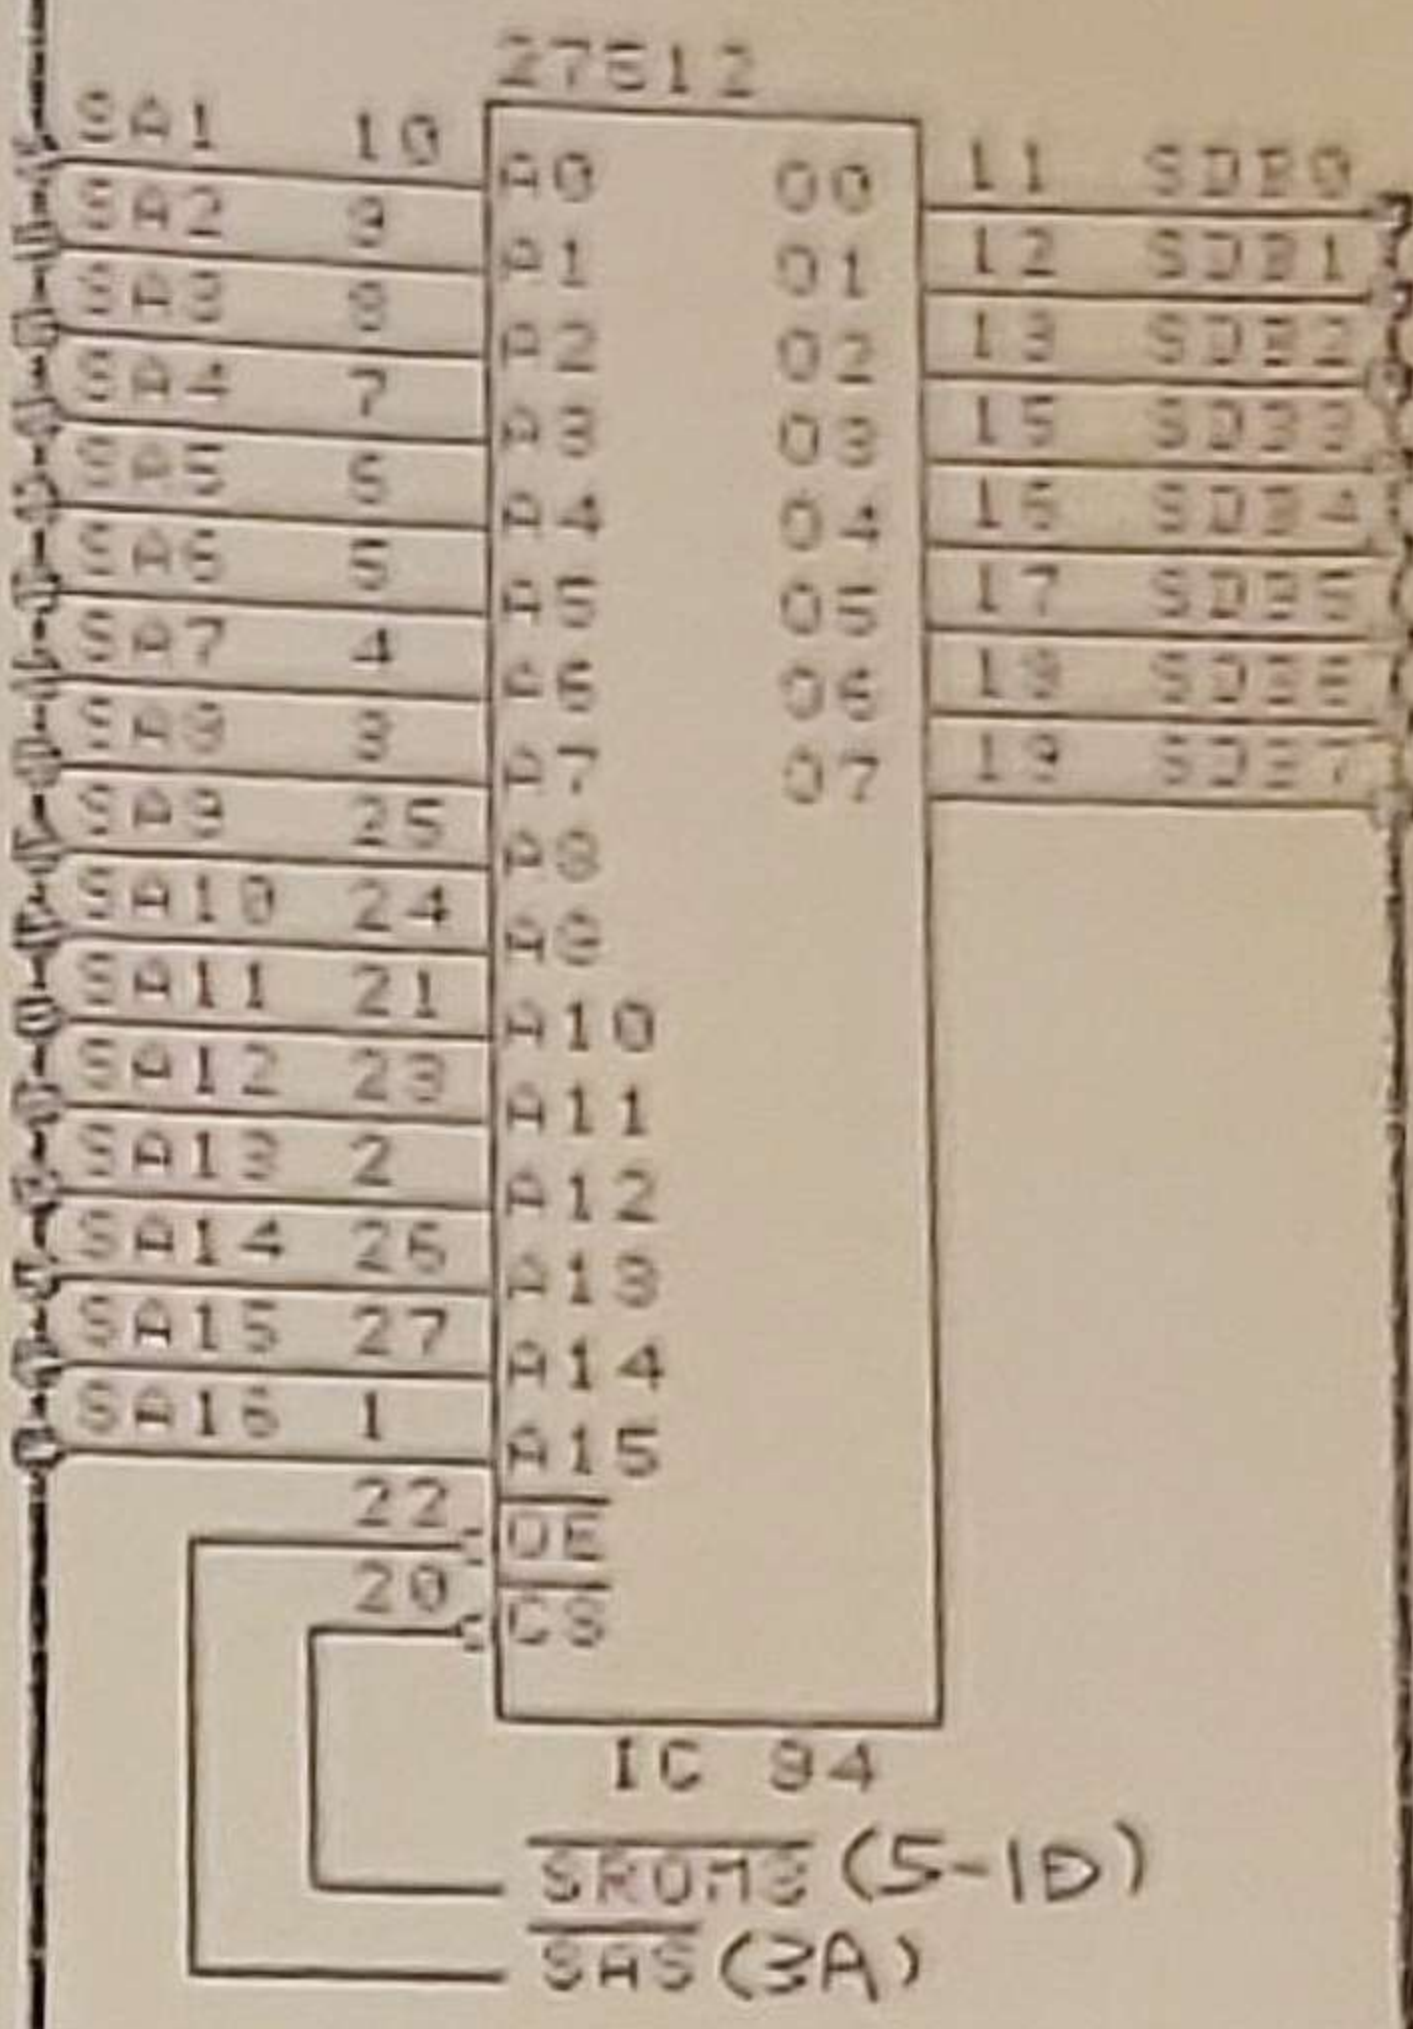 27512
SA1 10 A0 O0 11 SDB0
SA2 9 A1 O1 12 SDB1
SA3 8 A2 O2 13 SDB2
SA4 7 A3 O3 15 SDB3
SA5 6 A4 O4 16 SDB4
SA6 5 A5 O5 17 SDB5
SA7 4 A6 O6 18 SDB6
SA8 3 A7 O7 19 SDB7
SA9 25 A8
SA10 24 A9
SA11 21 A10
SA12 23 A11
SA13 2 A12
SA14 26 A13
SA15 27 A14
SA16 1 A15
22 OE
20 CS
IC
(5-1D)
SAS (3A)